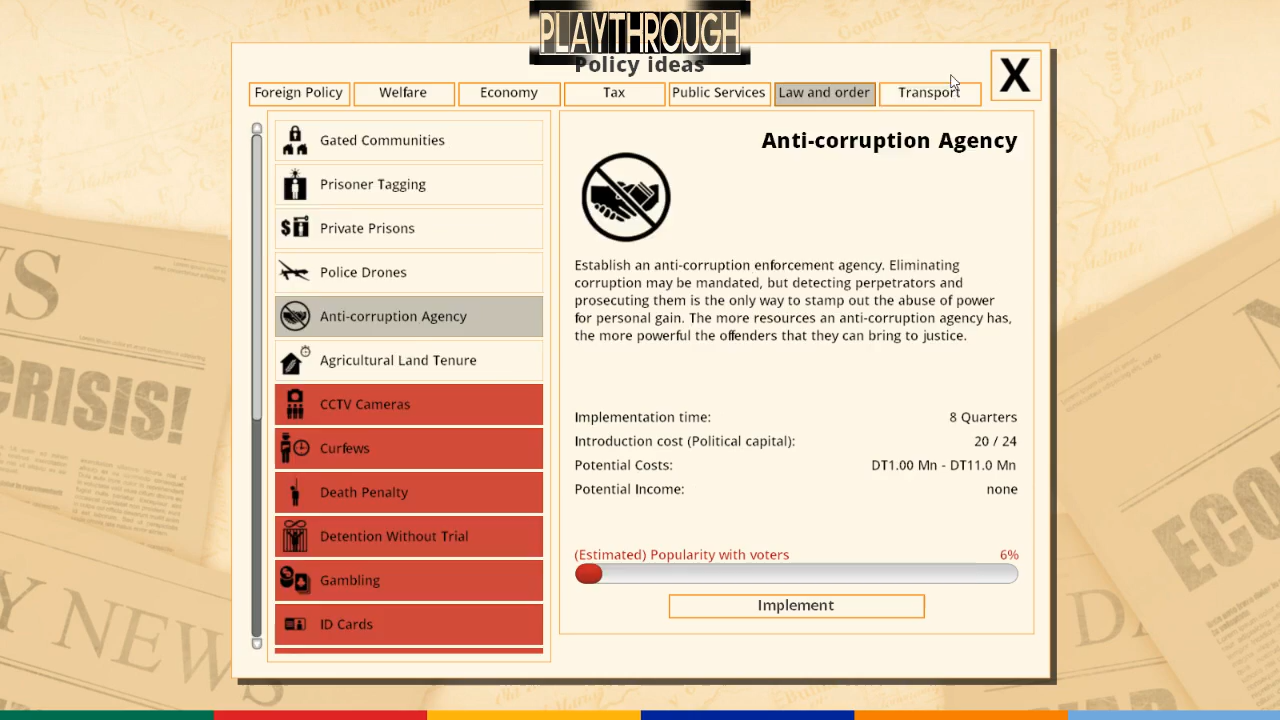 PLAYTHROUGH
Policy ideas
X
Foreign Policy
Welfare
Economy
Tax
Public Services
Law and order
Transport
Gated Communities
Prisoner Tagging
Private Prisons
Police Drones
Anti-corruption Agency
Agricultural Land Tenure
CCTV Cameras
Curfews
Death Penalty
Detention Without Trial
Gambling
ID Cards
Anti-corruption Agency
Establish an anti-corruption enforcement agency. Eliminating
corruption may be mandated, but detecting perpetrators and
prosecuting them is the only way to stamp out the abuse of power
for personal gain. The more resources an anti-corruption agency has,
the more powerful the offenders that they can bring to justice.
Implementation time: 8 Quarters
Introduction cost (Political capital): 20 / 24
Potential Costs: DT1.00 Mn - DT11.0 Mn
Potential Income: none
(Estimated) Popularity with voters 6%
Implement
CRISIS!
Y NEWS
ECO